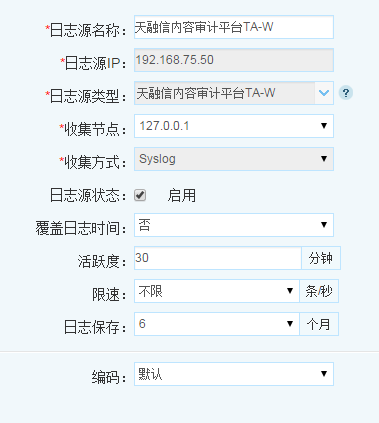 *日志源名称： 天融信内容审计平台TA-W
*日志源IP： 192.168.75.50
*日志源类型： 天融信内容审计平台TA-W ?
*收集节点： 127.0.0.1
*收集方式： Syslog
日志源状态： 启用
覆盖日志时间： 否
活跃度： 30 分钟
限速： 不限 条/秒
日志保存： 6 个月
编码： 默认